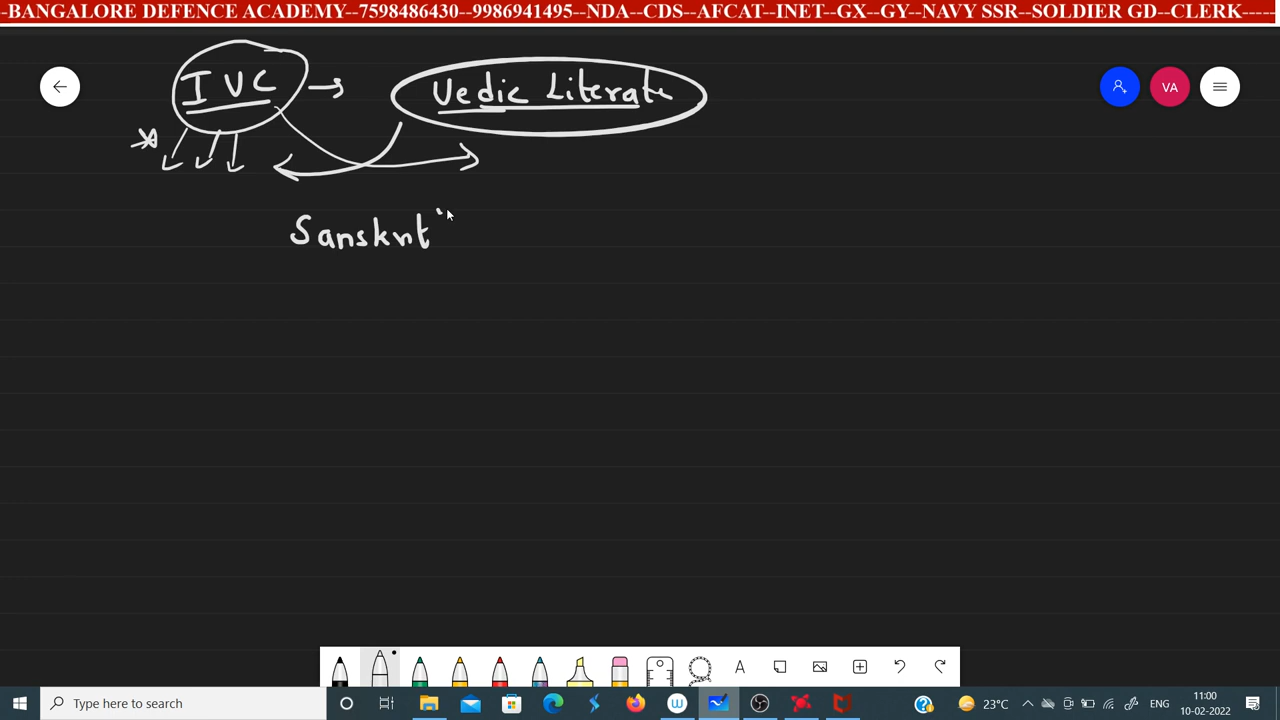 -BANGALORE DEFENCE ACADEMY--7598486430--9986941495--NDA--CDS--AFCAT--INET--GX--GY--NAVY SSR--SOLDIER GD--CLERK-----
IVC → Vedic Literate
VA
Sanskrit "
A
Type here to search
23°C
ENG
11:00
10-02-2022